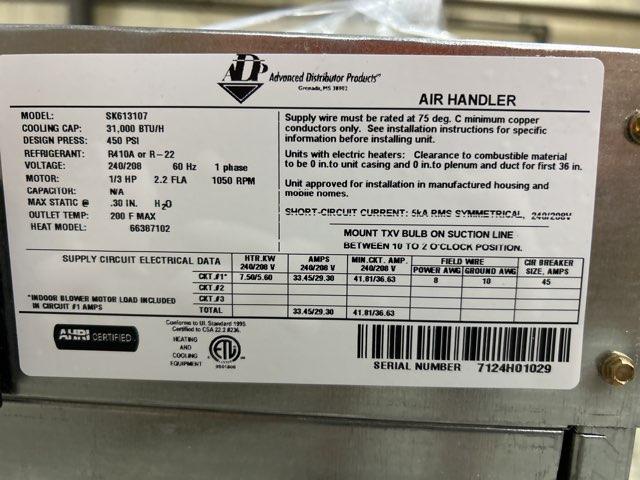 ADP Advanced Distributor Products
Grenada, MS 38902
AIR HANDLER
MODEL: SK613107
COOLING CAP: 31,000 BTU/H
DESIGN PRESS: 450 PSI
REFRIGERANT: R410A or R-22
VOLTAGE: 240/208 60 Hz 1 phase
MOTOR: 1/3 HP 2.2 FLA 1050 RPM
CAPACITOR: N/A
MAX STATIC @ .30 IN. H2O
OUTLET TEMP: 200 F MAX
HEAT MODEL: 66387102
Supply wire must be rated at 75 deg. C minimum copper
conductors only. See installation instructions for specific
information before installing unit.
Units with electric heaters: Clearance to combustible material
to be 0 in.to unit casing and 0 in.to plenum and duct for first 36 in.
Unit approved for installation in manufactured housing and
mobile homes.
SHORT-CIRCUIT CURRENT: 5kA RMS SYMMETRICAL, 240/208V
MOUNT TXV BULB ON SUCTION LINE
BETWEEN 10 TO 2 O'CLOCK POSITION.
SUPPLY CIRCUIT ELECTRICAL DATA
HTR.KW 240/208 V AMPS 240/208 V MIN.CKT. AMP. 240/208 V FIELD WIRE POWER AWG GROUND AWG CIR BREAKER SIZE, AMPS
CKT.#1* 7.50/5.60 33.45/29.30 41.81/36.63 8 10 45
CKT.#2
CKT.#3
TOTAL 33.45/29.30 41.81/36.63
*INDOOR BLOWER MOTOR LOAD INCLUDED
IN CIRCUIT #1 AMPS
AHRI CERTIFIED
Conforms to UL Standard 1995
Certified to CSA 22.2 #236.
HEATING
AND
COOLING
EQUIPMENT
ETL
SERIAL NUMBER 7124H01029